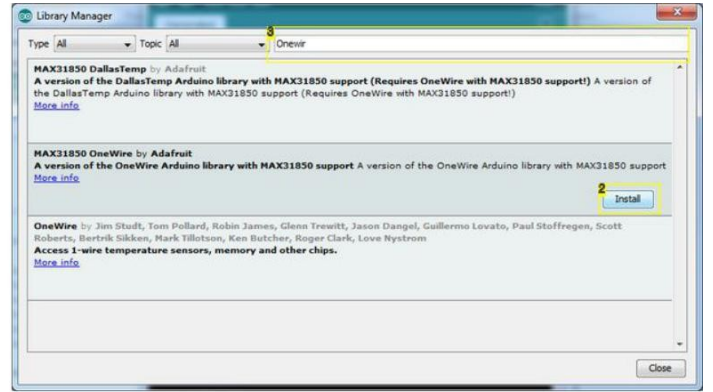 Library Manager
3
Type All Topic All Onewir
MAX31850 DallasTemp by Adafruit
A version of the DallasTemp Arduino library with MAX31850 support (Requires OneWire with MAX31850 support!) A version of
the DallasTemp Arduino library with MAX31850 support (Requires OneWire with MAX31850 support!)
More info
MAX31850 OneWire by Adafruit
A version of the OneWire Arduino library with MAX31850 support A version of the OneWire Arduino library with MAX31850 support
More info
2
Install
OneWire by Jim Studt, Tom Pollard, Robin James, Glenn Trewitt, Jason Dangel, Guillermo Lovato, Paul Stoffregen, Scott
Roberts, Bertrik Sikken, Mark Tillotson, Ken Butcher, Roger Clark, Love Nystrom
Access 1-wire temperature sensors, memory and other chips.
More info
Close